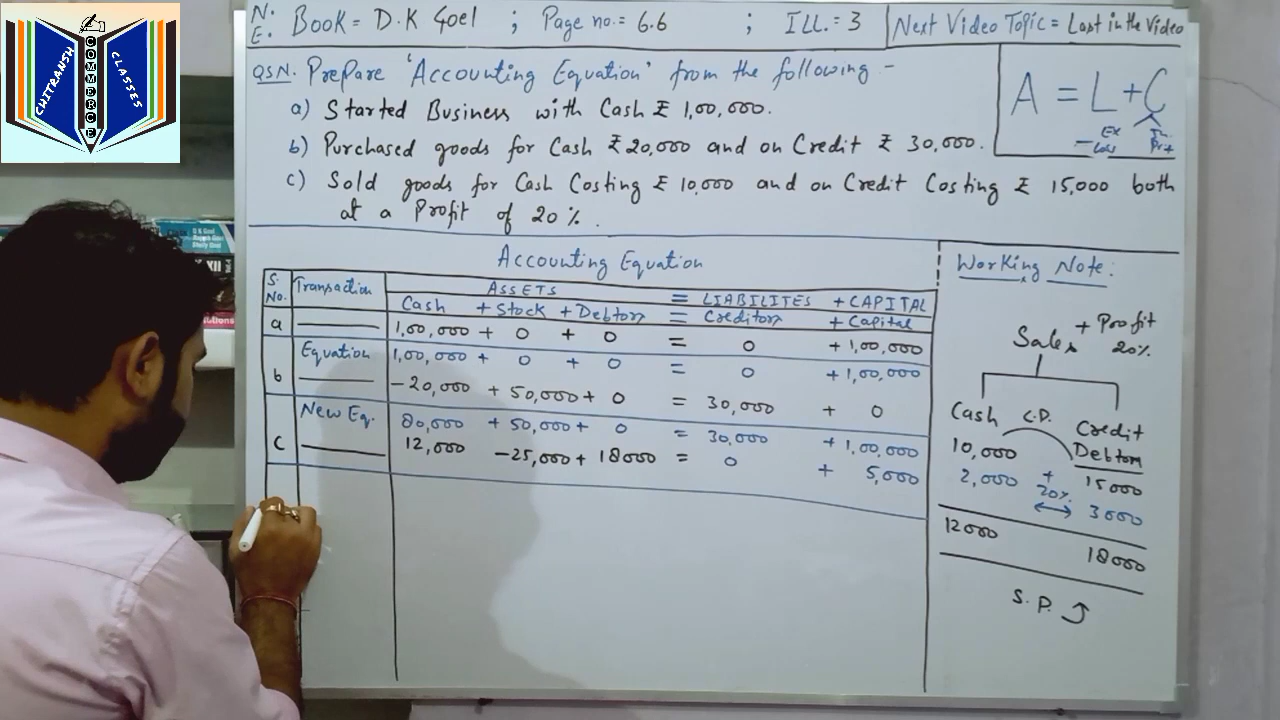 CHITRANSH COMMERCE CLASSES
N.E. Book = D.K Goel ; Page no. = 6.6 ; ILL. = 3 Next Video Topic = Last in the Video
QSN. Prepare 'Accounting Equation' from the following -
a) Started Business with Cash ₹ 1,00,000.
b) Purchased goods for Cash ₹ 20,000 and on Credit ₹ 30,000.
c) Sold goods for Cash Costing ₹ 10,000 and on Credit Costing ₹ 15,000 both
at a Profit of 20%.
A = L + C
Accounting Equation
S. No. Transaction ASSETS = LIABILITES + CAPITAL
Cash + Stock + Debtors = Creditors + Capital
a 1,00,000 + 0 + 0 = 0 + 1,00,000
Equation 1,00,000 + 0 + 0 = 0 + 1,00,000
b -20,000 + 50,000 + 0 = 30,000 + 0
New Eq. 80,000 + 50,000 + 0 = 30,000 + 1,00,000
c 12,000 -25,000 + 18000 = 0 + 5,000
Working Note:
Sales + Profit 20%
Cash C.P. Credit
Debtors
10,000 15000
2,000 + 20% 3000
12000 18000
S.P.